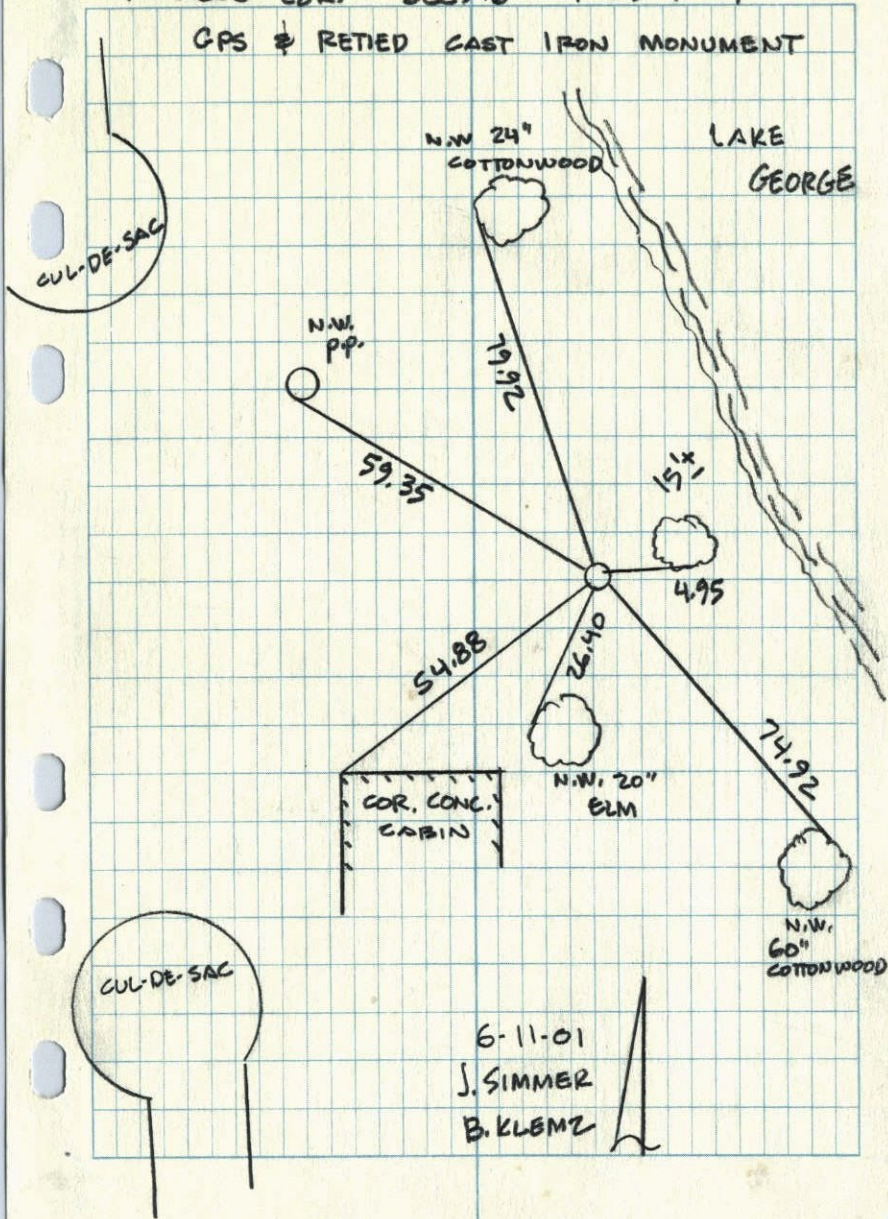 GPS & RETIED CAST IRON MONUMENT
N.W 24"
COTTONWOOD
LAKE
GEORGE
CUL-DE-SAC
N.W.
P.P.
79.92
59.35
15"±
4.95
54.88
26.40
74.92
COR. CONC.
CABIN
N.W. 20"
ELM
N.W.
60"
COTTONWOOD
CUL-DE-SAC
6-11-01
J. SIMMER
B. KLEMZ